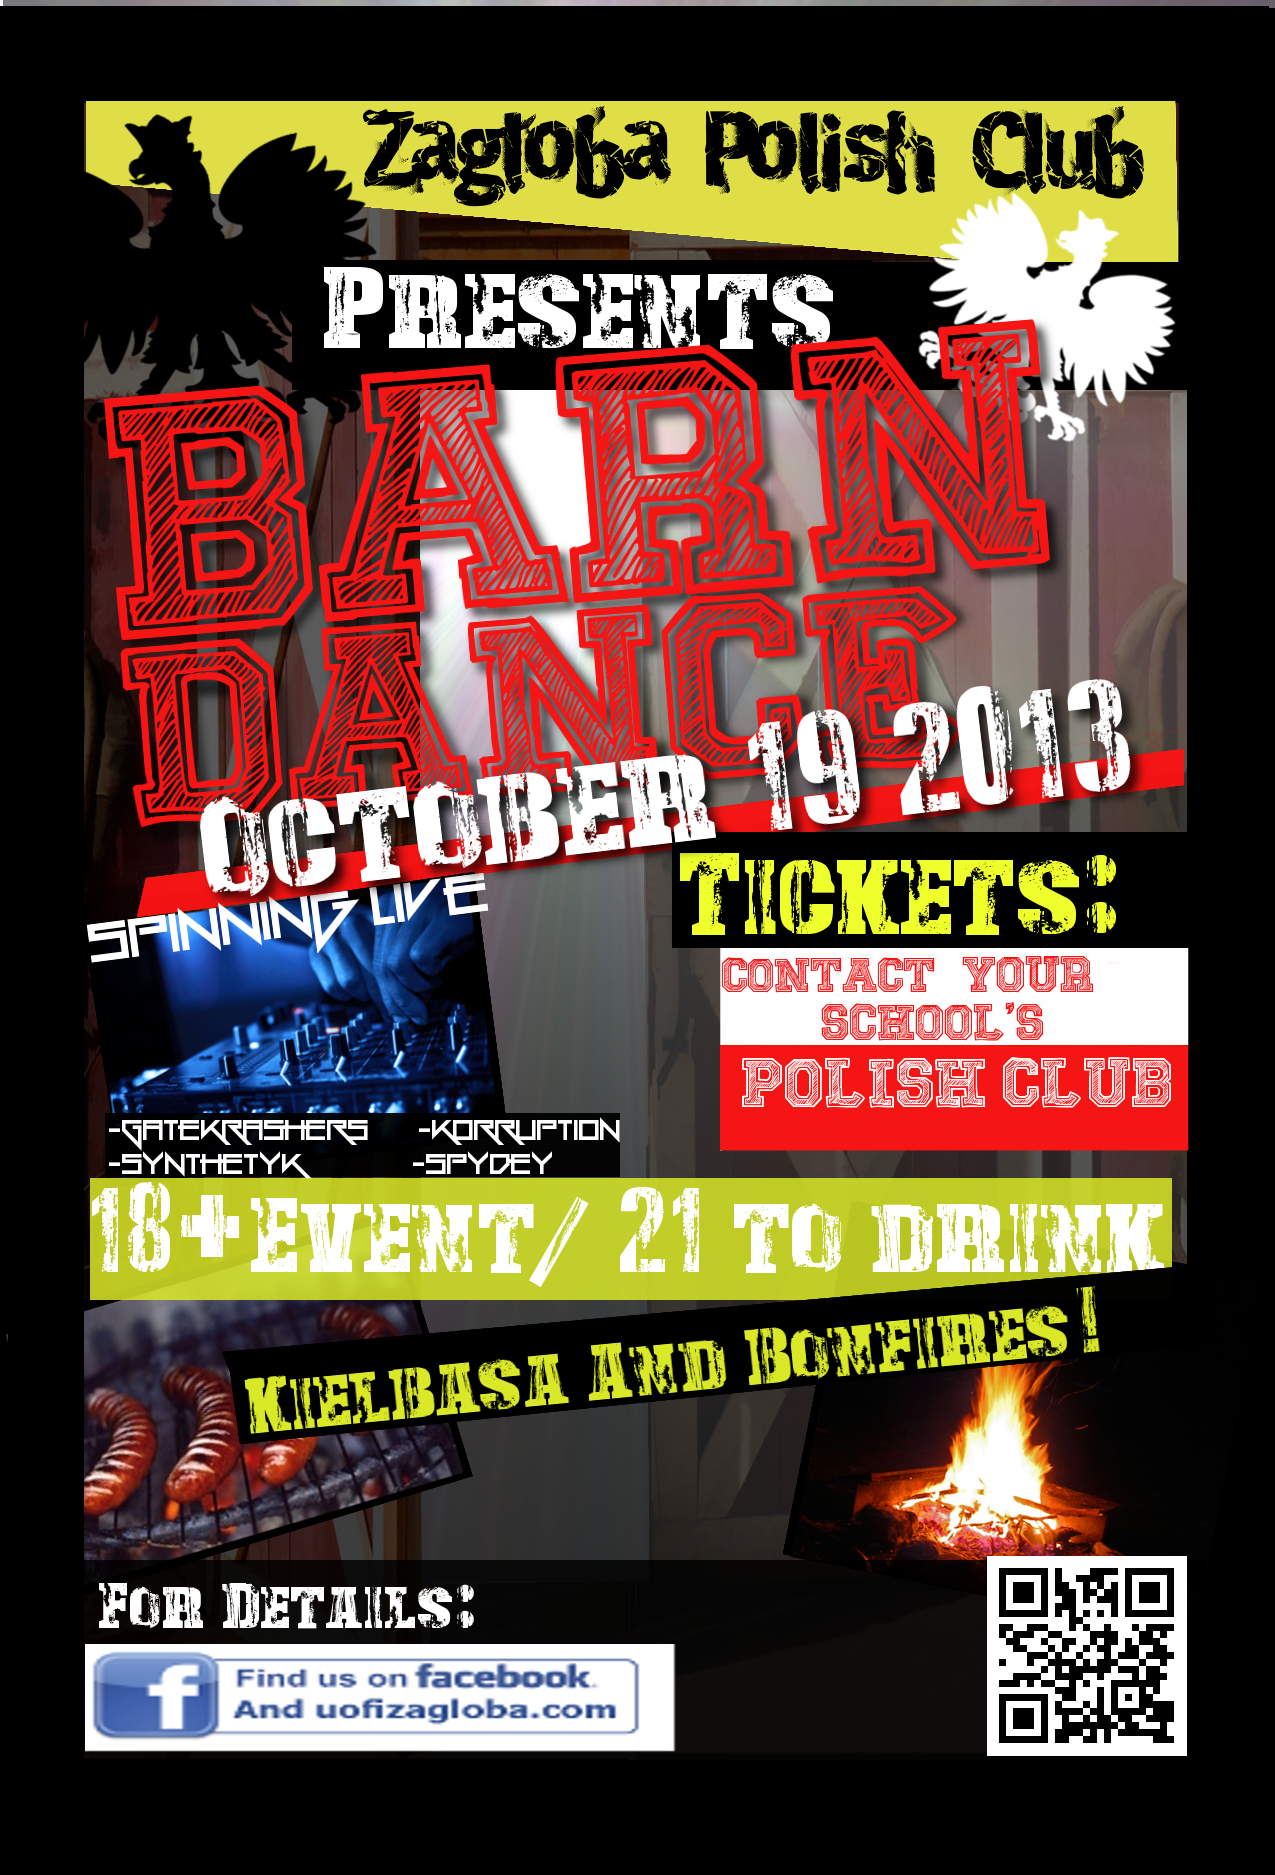 Zagloba Polish Club
PRESENTS
BARN
DANCE
OCTOBER 19 2013
SPINNING LIVE
TICKETS:
CONTACT YOUR
SCHOOL'S
POLISH CLUB
-GATEKRASHERS -KORRUPTION
-SYNTHETYK -SPYDEY
18+EVENT/ 21 TO DRINK
KIELBASA AND BONFIRES!
FOR DETAILS:
f Find us on facebook.
And uofizagloba.com